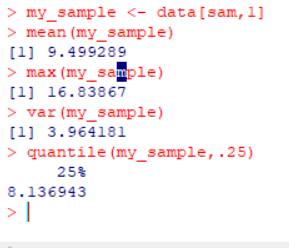 > my_sample <- data[sam,1]
> mean(my_sample)
[1] 9.499289
> max(my_sample)
[1] 16.83867
> var(my_sample)
[1] 3.964181
> quantile(my_sample,.25)
     25%
8.136943
>